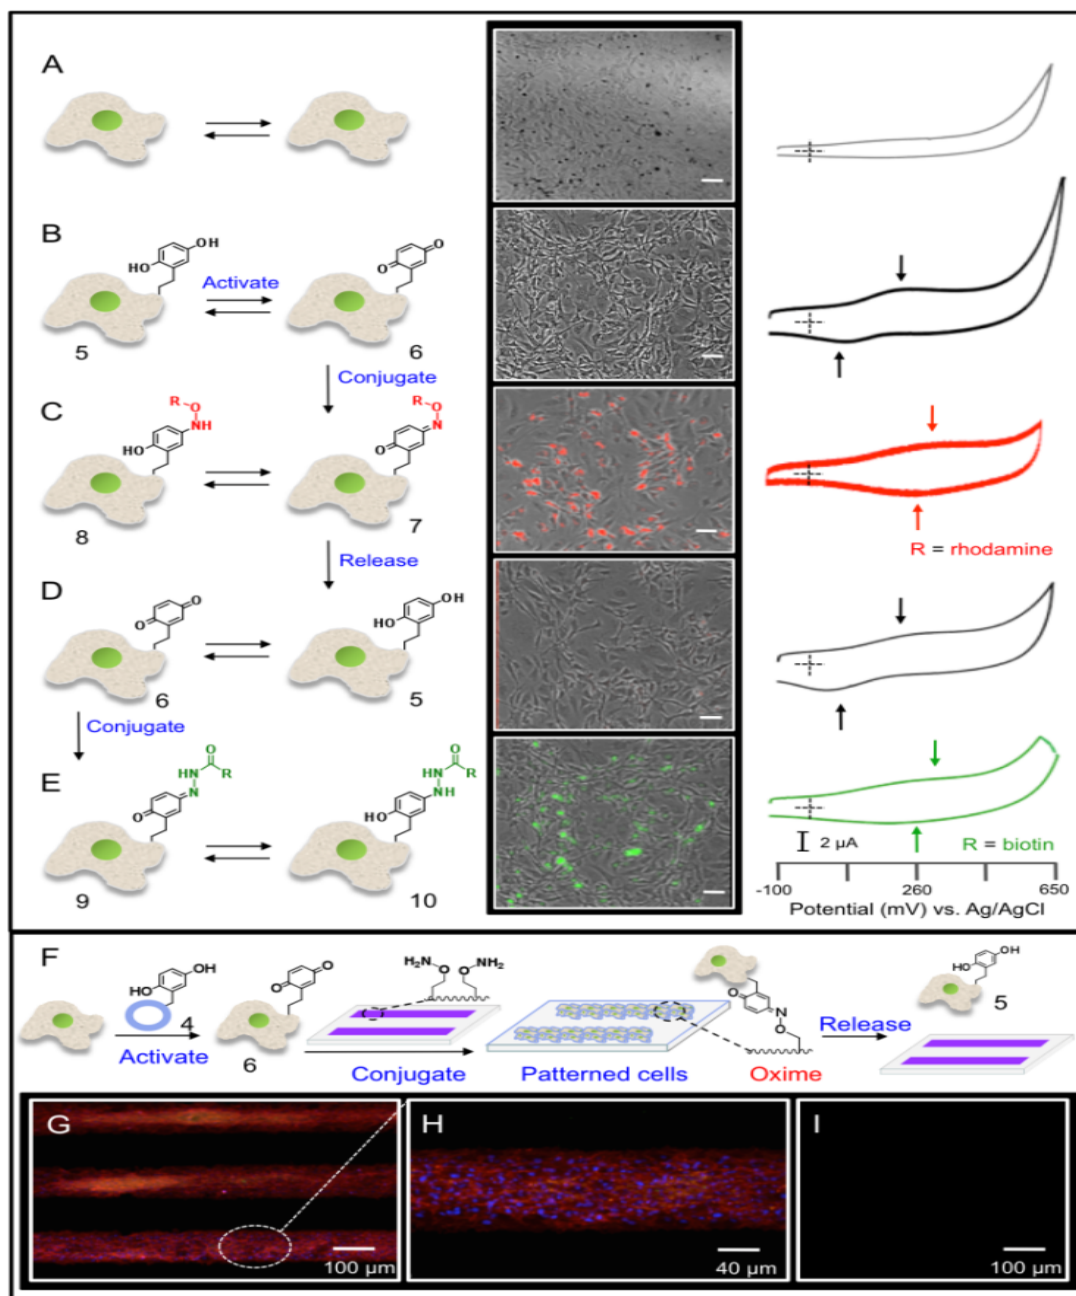 A
B
OH
HO
O
O
Activate
5
6
Conjugate
C
R
O
NH
HO
R
O
N
O
8
7
R = rhodamine
Release
D
O
O
OH
HO
6
5
Conjugate
E
O
HN
R
N
O
O
HN
R
NH
HO
9
10
2 µA
R = biotin
-100
260
650
Potential (mV) vs. Ag/AgCl
F
OH
HO
4
Activate
O
O
6
H₂N
NH₂
O
O
Conjugate
Patterned cells
O
N
O
Oxime
Release
OH
HO
5
G
100 µm
H
40 µm
I
100 µm